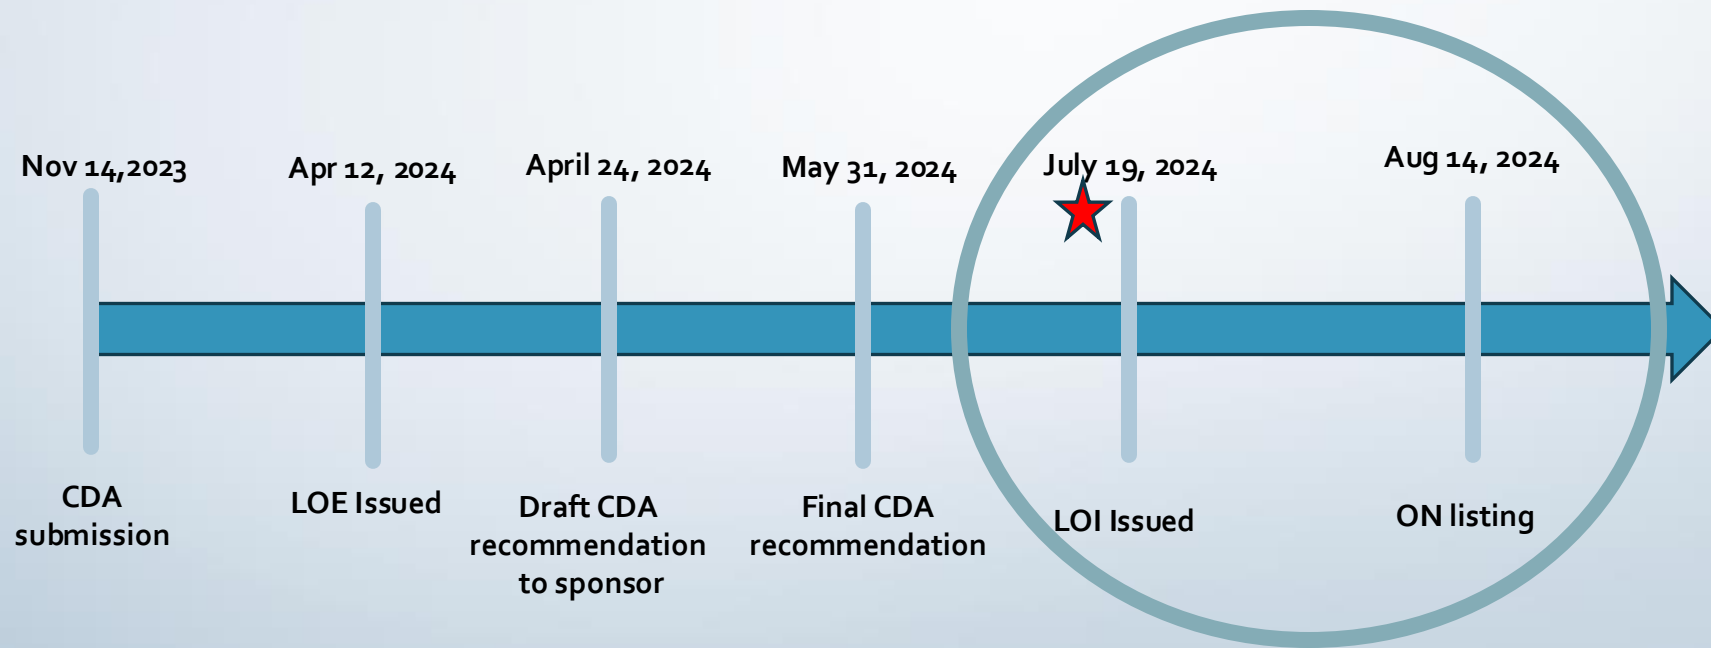 Nov 14,2023
Apr 12, 2024
April 24, 2024
May 31, 2024
July 19, 2024
Aug 14, 2024
CDA
submission
LOE Issued
Draft CDA
recommendation
to sponsor
Final CDA
recommendation
LOI Issued
ON listing